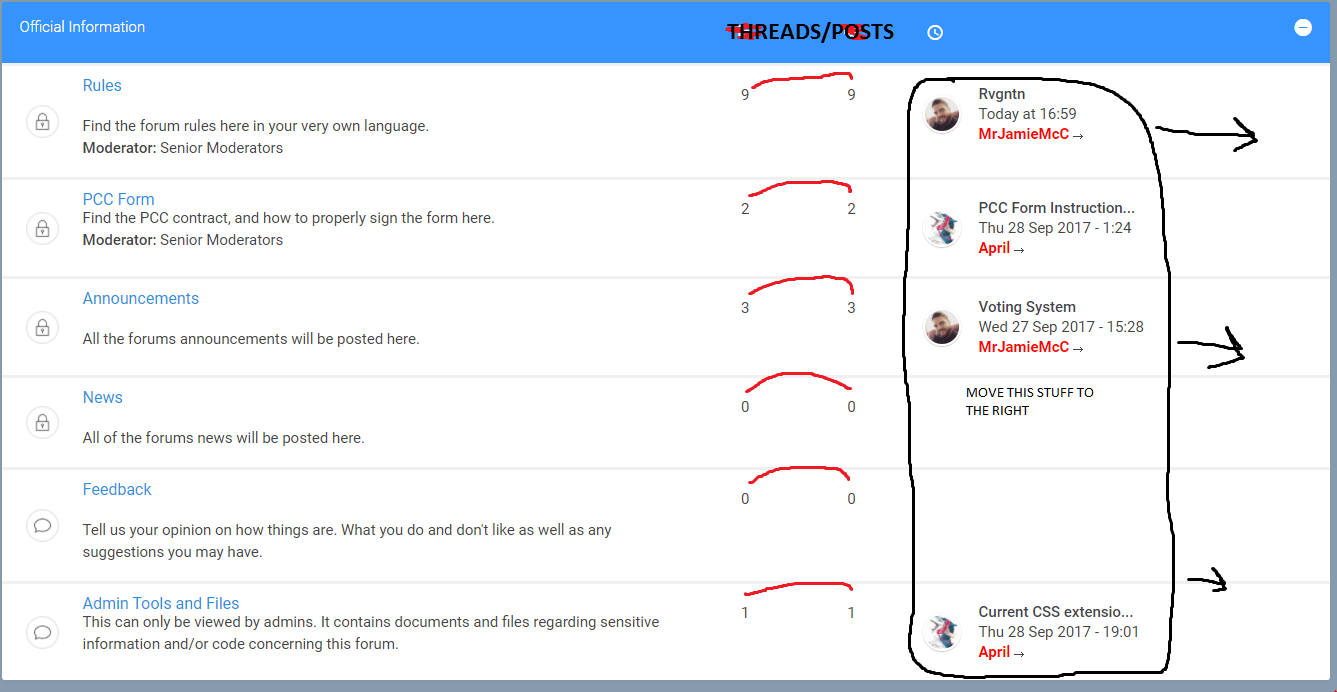 Official Information
THREADS/POSTS
Rules
9
9
Rvgntn
Today at 16:59
MrJamieMcC →
Find the forum rules here in your very own language.
Moderator: Senior Moderators
PCC Form
Find the PCC contract, and how to properly sign the form here.
Moderator: Senior Moderators
2
2
PCC Form Instruction...
Thu 28 Sep 2017 - 1:24
April →
Announcements
All the forums announcements will be posted here.
3
3
Voting System
Wed 27 Sep 2017 - 15:28
MrJamieMcC →
MOVE THIS STUFF TO
THE RIGHT
News
All of the forums news will be posted here.
0
0
Feedback
Tell us your opinion on how things are. What you do and don't like as well as any
suggestions you may have.
0
0
Admin Tools and Files
This can only be viewed by admins. It contains documents and files regarding sensitive
information and/or code concerning this forum.
1
1
Current CSS extensio...
Thu 28 Sep 2017 - 19:01
April →